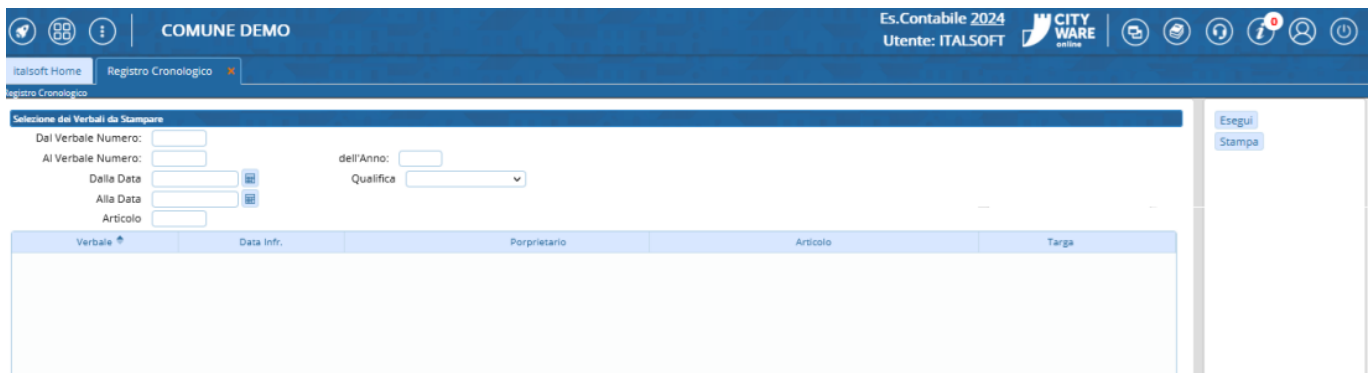 COMUNE DEMO
Es.Contabile 2024
Utente: ITALSOFT
CITY
WARE
online
0
italsoft Home
Registro Cronologico
Registro Cronologico
Selezione dei Verbali da Stampare
Dal Verbale Numero:
Al Verbale Numero: dell'Anno:
Dalla Data Qualifica
Alla Data
Articolo
Verbale Data Infr. Porprietario Articolo Targa
Esegui
Stampa